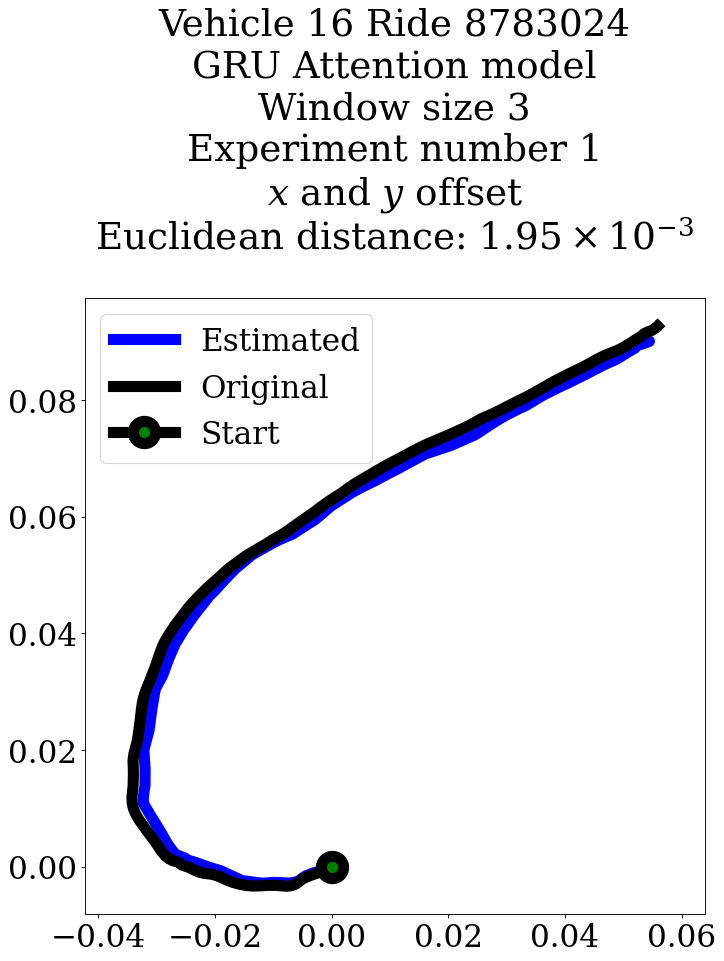 Vehicle 16 Ride 8783024
GRU Attention model
Window size 3
Experiment number 1
x and y offset
Euclidean distance: 1.95 × 10⁻³
Estimated
Original
Start
0.08
0.06
0.04
0.02
0.00
−0.04 −0.02 0.00 0.02 0.04 0.06